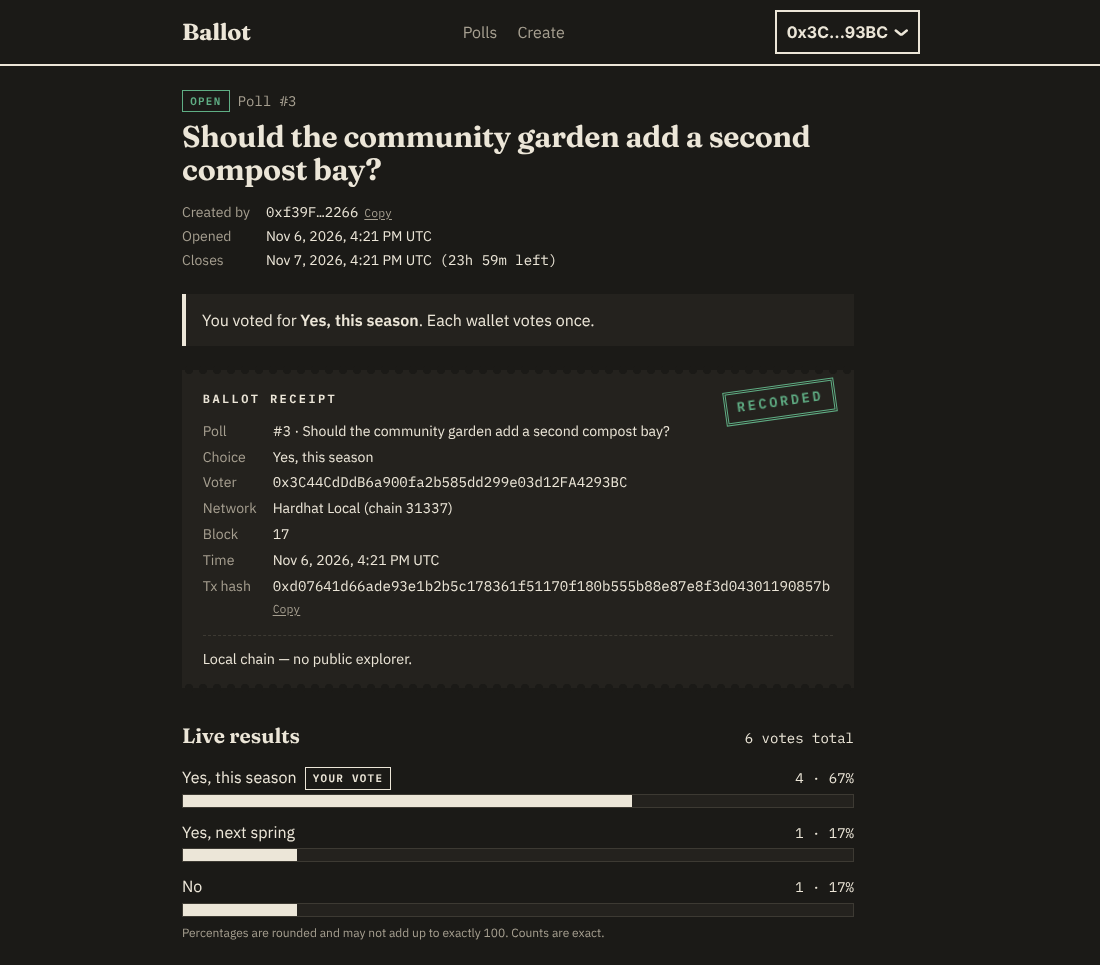 Ballot
Polls Create
0x3C...93BC
OPEN Poll #3
Should the community garden add a second
compost bay?
Created by 0xf39F…2266 Copy
Opened Nov 6, 2026, 4:21 PM UTC
Closes Nov 7, 2026, 4:21 PM UTC (23h 59m left)
You voted for Yes, this season. Each wallet votes once.
BALLOT RECEIPT
RECORDED
Poll #3 · Should the community garden add a second compost bay?
Choice Yes, this season
Voter 0x3C44CdDdB6a900fa2b585dd299e03d12FA4293BC
Network Hardhat Local (chain 31337)
Block 17
Time Nov 6, 2026, 4:21 PM UTC
Tx hash 0xd07641d66ade93e1b2b5c178361f51170f180b555b88e87e8f3d04301190857b
Copy
Local chain — no public explorer.
Live results 6 votes total
Yes, this season YOUR VOTE 4 · 67%
Yes, next spring 1 · 17%
No 1 · 17%
Percentages are rounded and may not add up to exactly 100. Counts are exact.